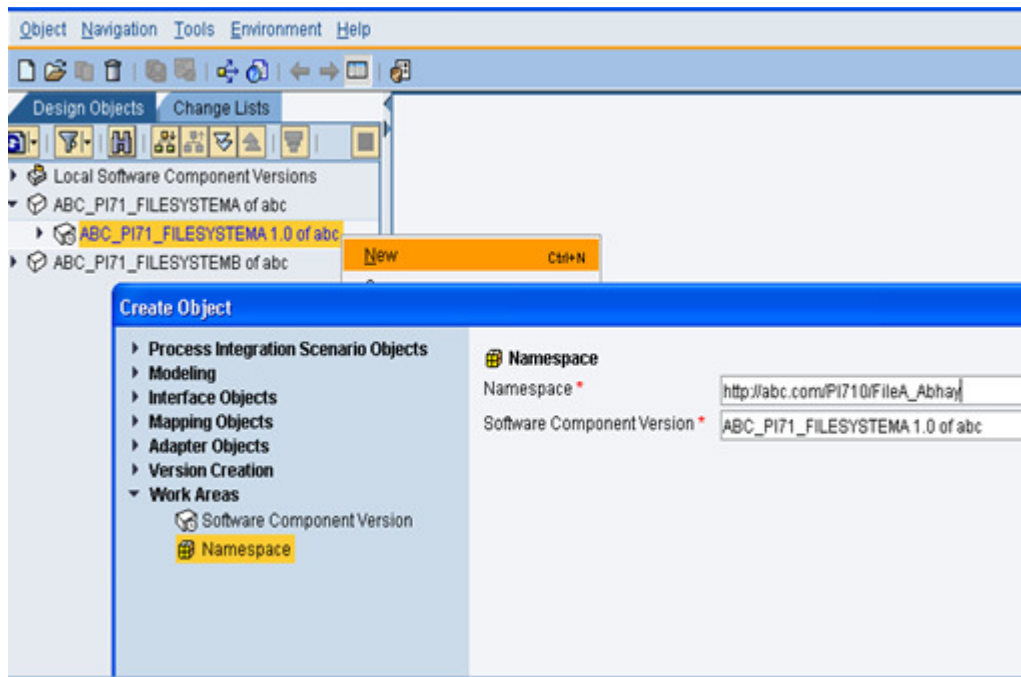 Object Navigation Tools Environment Help
Design Objects Change Lists
Local Software Component Versions
ABC_PI71_FILESYSTEMA of abc
ABC_PI71_FILESYSTEMA 1.0 of abc
New Ctrl+N
ABC_PI71_FILESYSTEMB of abc
Create Object
Process Integration Scenario Objects
Modeling
Interface Objects
Mapping Objects
Adapter Objects
Version Creation
Work Areas
Software Component Version
Namespace
Namespace
Namespace * http://abc.com/PI710/FileA_Abhay
Software Component Version * ABC_PI71_FILESYSTEMA 1.0 of abc